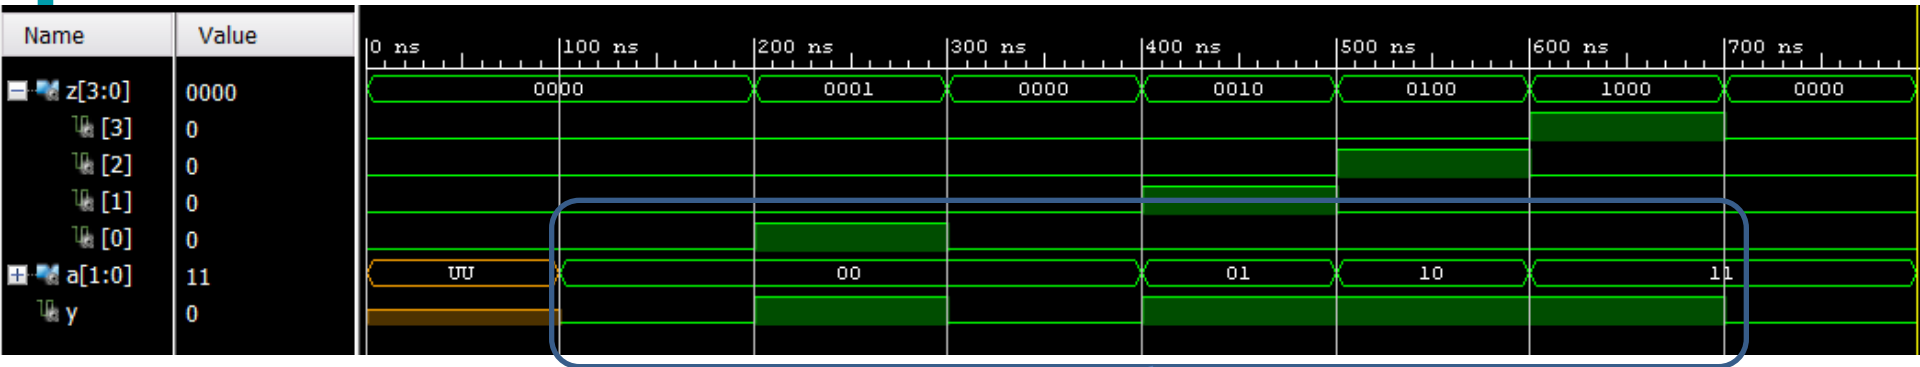 Name Value
0 ns 100 ns 200 ns 300 ns 400 ns 500 ns 600 ns 700 ns
z[3:0] 0000 0000 0001 0000 0010 0100 1000 0000
[3] 0
[2] 0
[1] 0
[0] 0
a[1:0] 11 UU 00 01 10 11
y 0